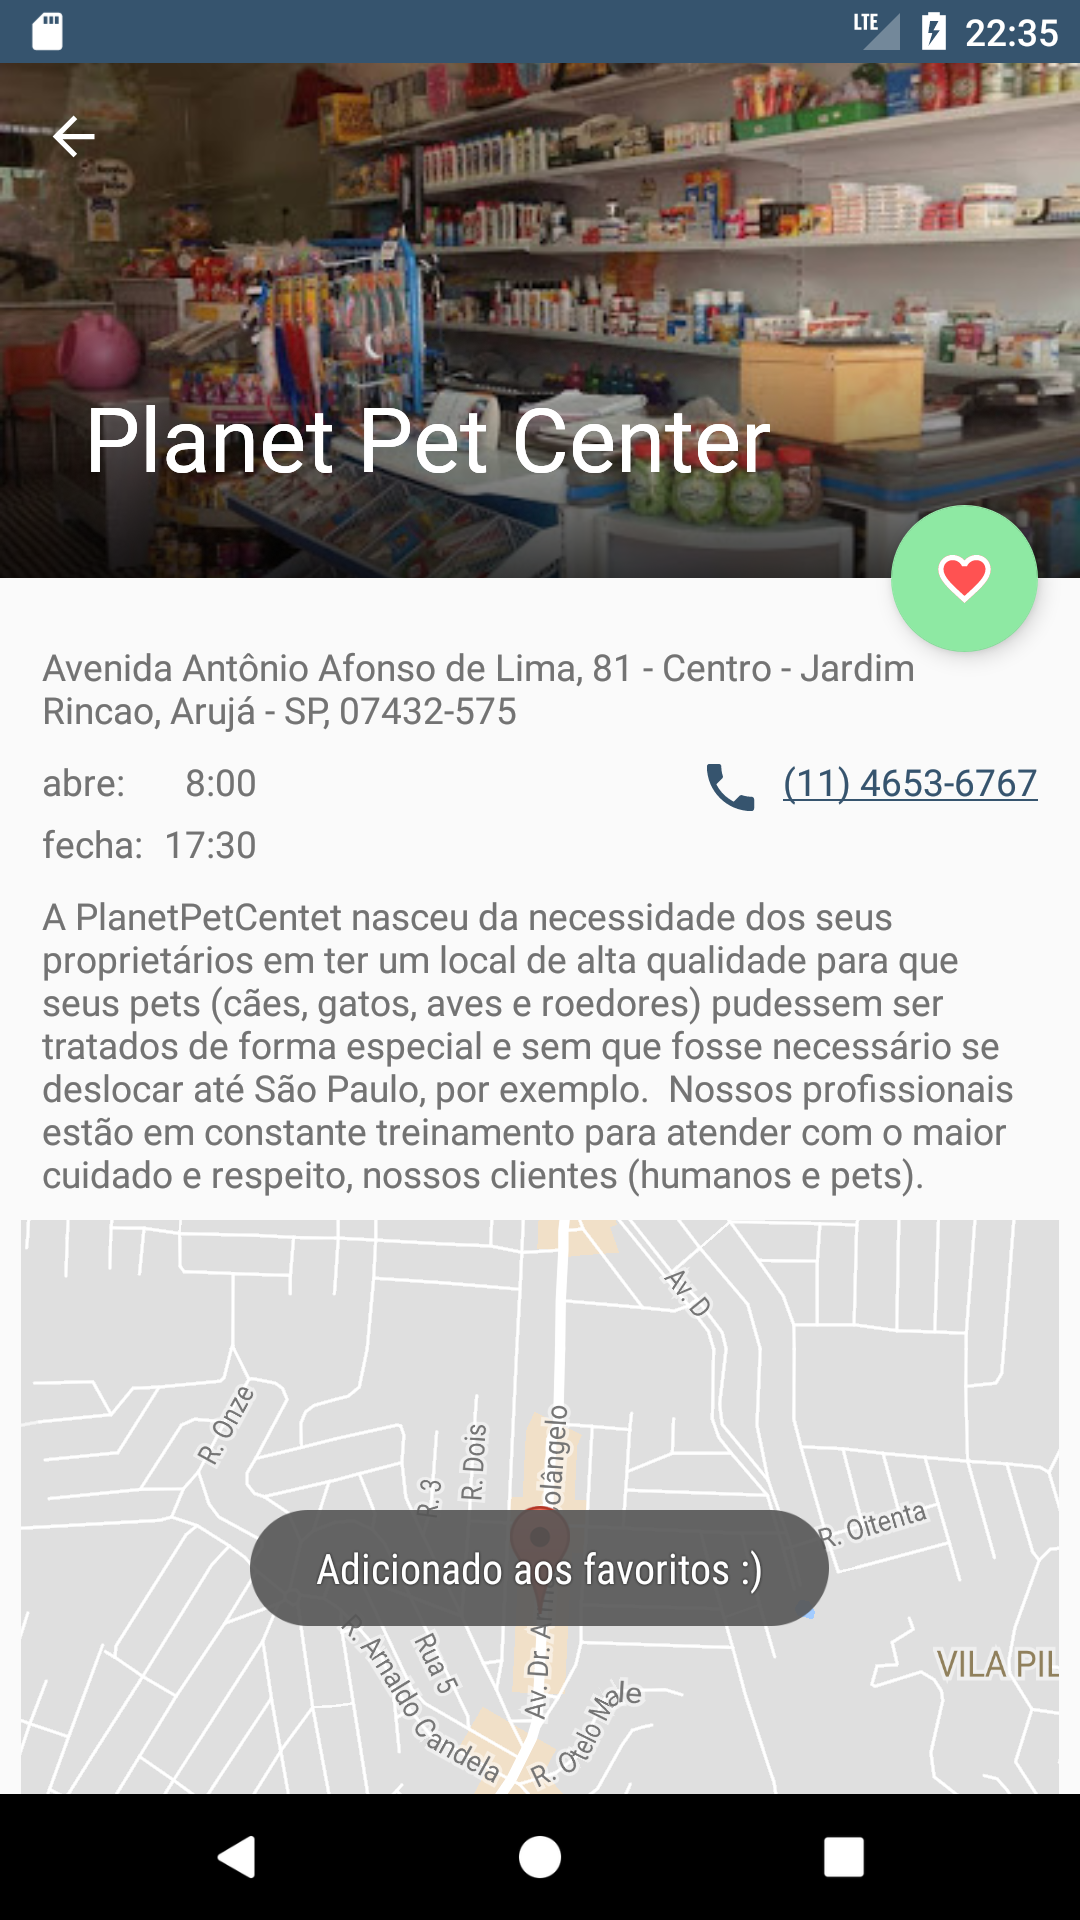 LTE 22:35
Planet Pet Center
Avenida Antônio Afonso de Lima, 81 - Centro - Jardim
Rincao, Arujá - SP, 07432-575
abre: 8:00 (11) 4653-6767
fecha: 17:30
A PlanetPetCentet nasceu da necessidade dos seus
proprietários em ter um local de alta qualidade para que
seus pets (cães, gatos, aves e roedores) pudessem ser
tratados de forma especial e sem que fosse necessário se
deslocar até São Paulo, por exemplo.  Nossos profissionais
estão em constante treinamento para atender com o maior
cuidado e respeito, nossos clientes (humanos e pets).
Av. D
R. Onze
R. Dois
R. 3
olângelo
R. Oitenta
Adicionado aos favoritos :)
Av. Dr. Arm
R. Arnaldo Candela
Rua 5
VILA PIL
R. Otelo Ma
le